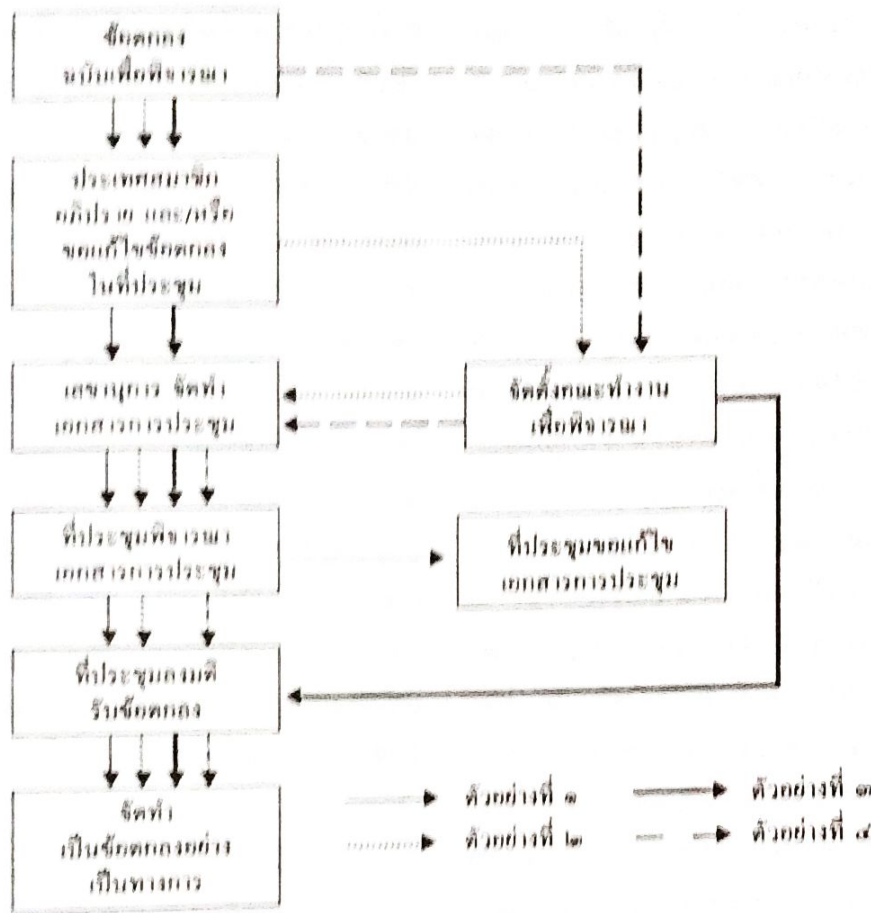 ข้อตกลง
ฉบับเพื่อพิจารณา
ประเทศสมาชิก
อภิปราย และ/หรือ
ขอแก้ไขข้อตกลง
ในที่ประชุม
เลขานุการ จัดทำ
เอกสารการประชุม
จัดตั้งคณะทำงาน
เพื่อพิจารณา
ที่ประชุมพิจารณา
เอกสารการประชุม
ที่ประชุมขอแก้ไข
เอกสารการประชุม
ที่ประชุมลงมติ
รับข้อตกลง
จัดทำ
เป็นข้อตกลงอย่าง
เป็นทางการ
ตัวอย่างที่ ๑
ตัวอย่างที่ ๓
ตัวอย่างที่ ๒
ตัวอย่างที่ ๔